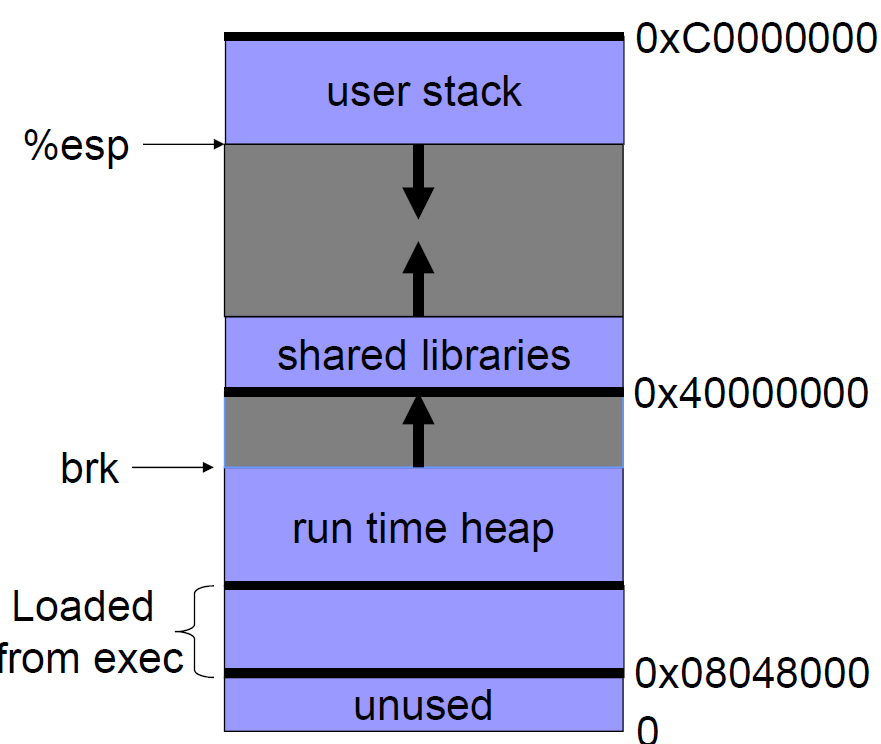 0xC0000000
user stack
%esp
shared libraries
0x40000000
brk
run time heap
Loaded
from exec
0x08048000
unused
0